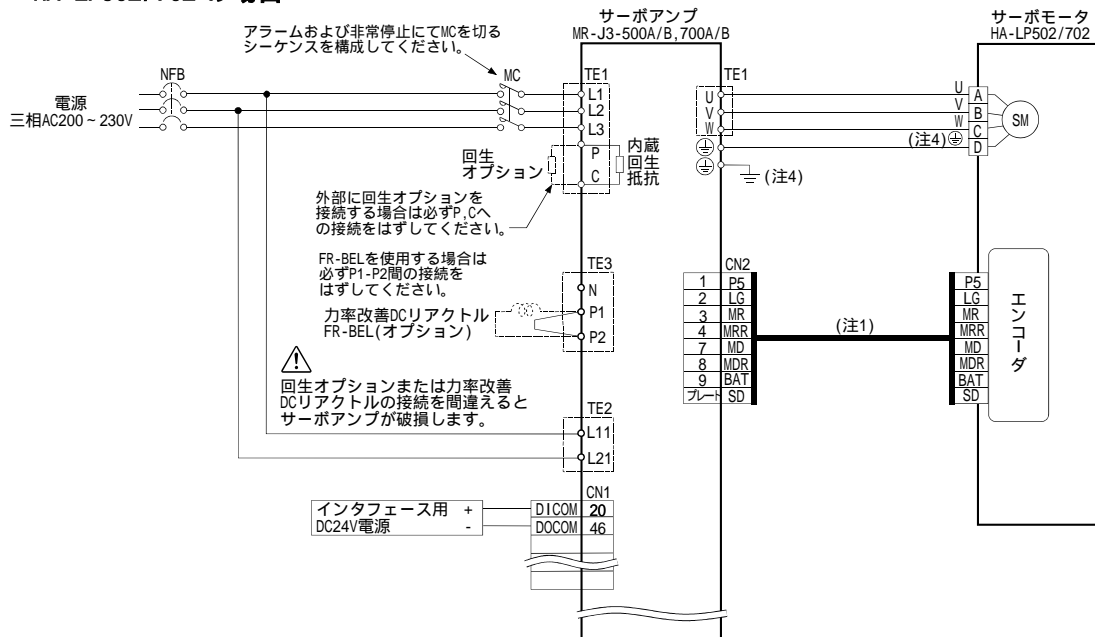 サーボアンプ
MR-J3-500A/B,700A/B
サーボモータ
HA-LP502/702
アラームおよび非常停止にてMCを切る
シーケンスを構成してください。
NFB
MC
TE1
TE1
電源
三相AC200~230V
L1
L2
L3
U
V
W
U
V
W
(注4)
A
B
C
D
SM
回生
オプション
P
C
内蔵
回生
抵抗
(注4)
外部に回生オプションを
接続する場合は必ずP,Cへ
の接続をはずしてください。
FR-BELを使用する場合は
必ずP1-P2間の接続を
はずしてください。
TE3
N
P1
P2
力率改善DCリアクトル
FR-BEL(オプション)
回生オプションまたは力率改善
DCリアクトルの接続を間違えると
サーボアンプが破損します。
CN2
1 P5
2 LG
3 MR
4 MRR
7 MD
8 MDR
9 BAT
プレート SD
(注1)
P5
LG
MR
MRR
MD
MDR
BAT
SD
エンコーダ
TE2
L11
L21
CN1
インタフェース用 +
DC24V電源 -
DICOM 20
DOCOM 46